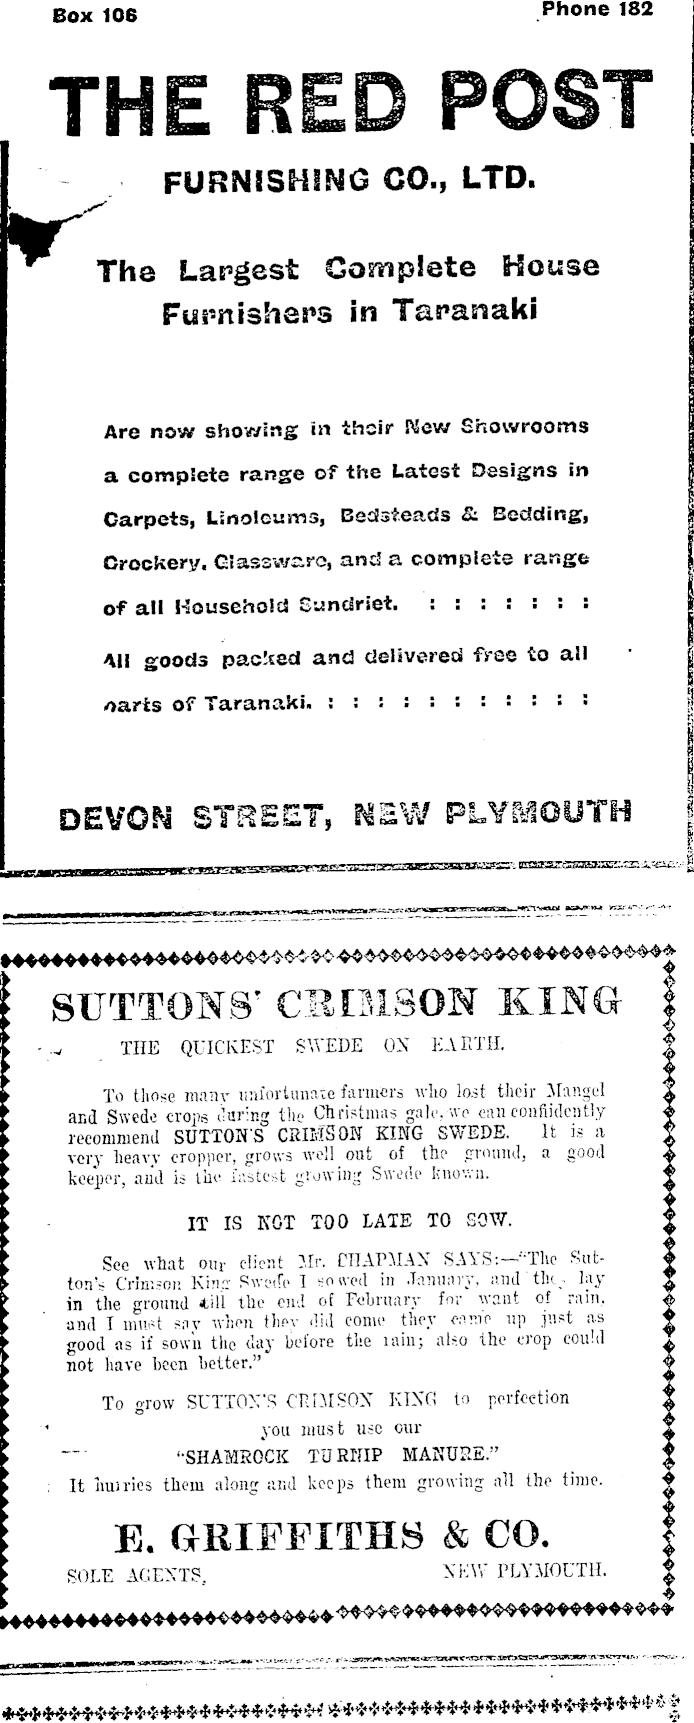 Box 106 Phone 182
THE RED POST
FURNISHING CO., LTD.
The Largest Complete House
Furnishers in Taranaki
Are now showing in their New Showrooms
a complete range of the Latest Designs in
Carpets, Linoleums, Bedsteads & Bedding,
Crockery. Glassware, and a complete range
of all Household Sundriet. : : : : : : :
All goods packed and delivered free to all
parts of Taranaki. : : : : : : : : : : :
DEVON STREET, NEW PLYMOUTH
SUTTONS' CRIMSON KING
THE QUICKEST SWEDE ON EARTH.
To those many unfortunate farmers who lost their Mangel
and Swede crops during the Christmas gale, we can confiidently
recommend SUTTON'S CRIMSON KING SWEDE. It is a
very heavy cropper, grows well out of the ground, a good
keeper, and is the fastest growing Swede known.
IT IS NOT TOO LATE TO SOW.
See what our client Mr. CHAPMAN SAYS:—"The Sut-
ton's Crimson King Swede I sowed in January, and the, lay
in the ground till the end of February for want of rain,
and I must say when they did come they came up just as
good as if sown the day before the rain; also the crop could
not have been better."
To grow SUTTON'S CRIMSON KING to perfection
you must use our
"SHAMROCK TURNIP MANURE."
It hurries them along and keeps them growing all the time.
E. GRIFFITHS & CO.
SOLE AGENTS, NEW PLYMOUTH.